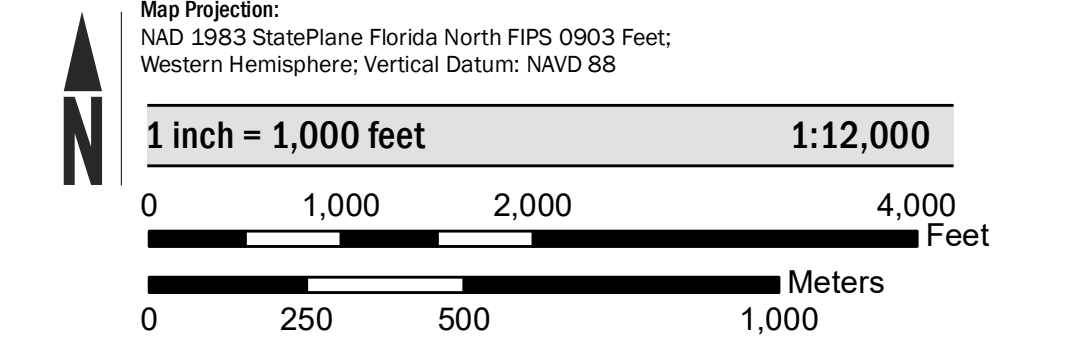 Map Projection:
NAD 1983 StatePlane Florida North FIPS 0903 Feet;
Western Hemisphere; Vertical Datum: NAVD 88
N
1 inch = 1,000 feet 1:12,000
0 1,000 2,000 4,000
Feet
Meters
0 250 500 1,000